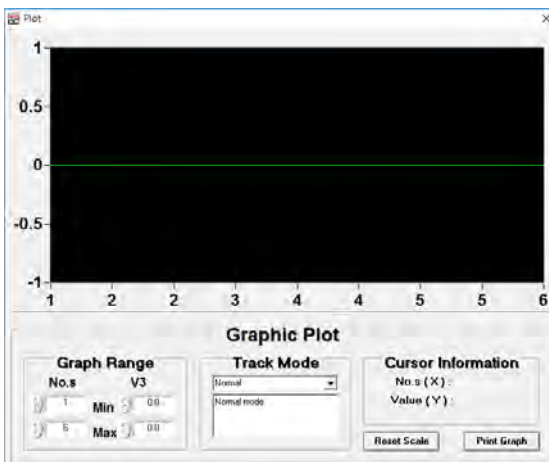 Plot
1
0.5
0
-0.5
-1
1 2 2 3 4 4 5 5 6
Graphic Plot
Graph Range
No.s V3
1 Min 0.0
6 Max 0.0
Track Mode
Normal
Normal mode
Cursor Information
No.s ( X ) :
Value ( Y ) :
Reset Scale Print Graph